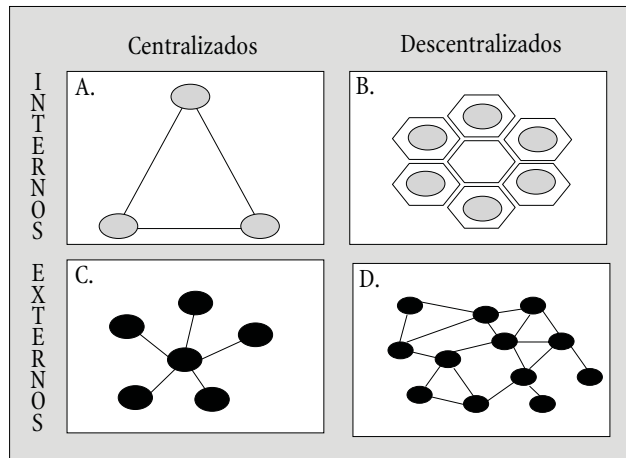 Centralizados
Descentralizados
INTERNOS
A.
B.
EXTERNOS
C.
D.